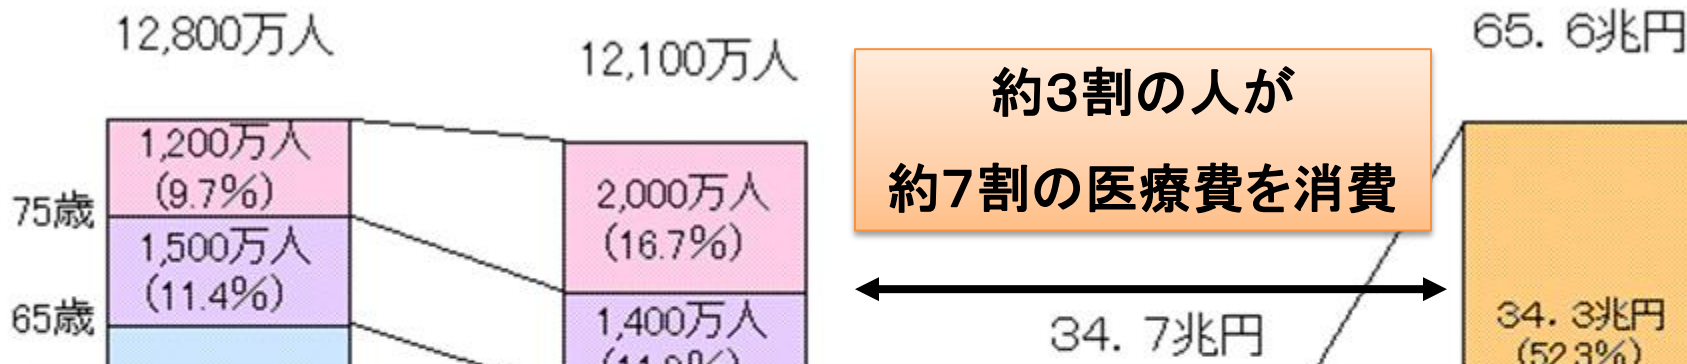 12,800万人
12,100万人
65. 6兆円
約3割の人が
約7割の医療費を消費
1,200万人
(9.7%)
75歳
1,500万人
(11.4%)
65歳
2,000万人
(16.7%)
1,400万人
34. 7兆円
34. 3兆円
(52.3%)